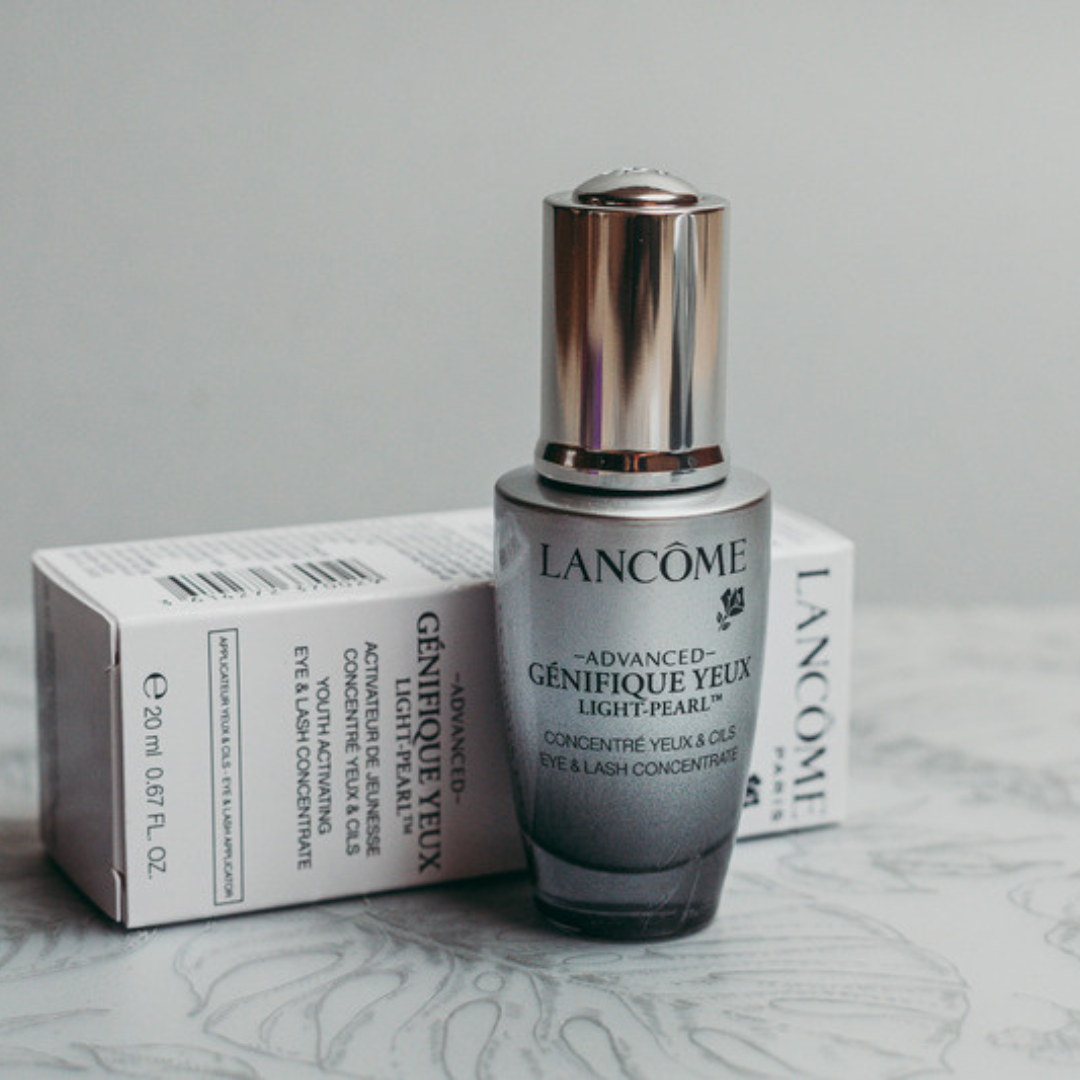 LANCÔME
–ADVANCED–
GÉNIFIQUE YEUX
LIGHT-PEARL™
CONCENTRÉ YEUX & CILS
EYE & LASH CONCENTRATE
LANCÔME
PARIS
–ADVANCED–
GÉNIFIQUE YEUX
LIGHT-PEARL™
ACTIVATEUR DE JEUNESSE
CONCENTRÉ YEUX & CILS
YOUTH ACTIVATING
EYE & LASH CONCENTRATE
APPLICATEUR YEUX & CILS - EYE & LASH APPLICATOR
℮ 20 ml 0.67 FL. OZ.